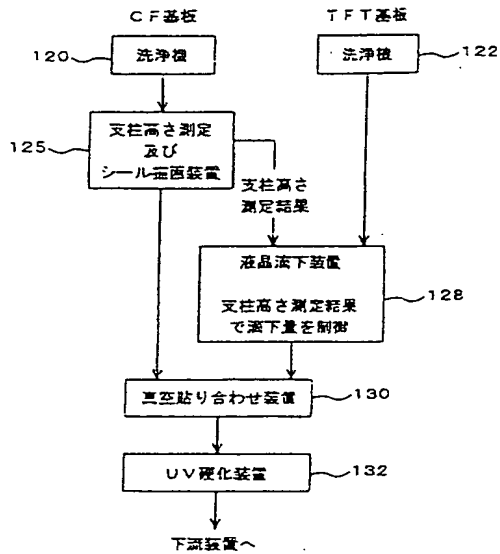 CF基板
TFT基板
120
洗浄機
洗浄機
122
125
支柱高さ測定
及び
シール描画装置
支柱高さ
測定結果
液晶滴下装置
支柱高さ測定結果
で滴下量を制御
128
真空貼り合わせ装置
130
UV硬化装置
132
下流装置へ